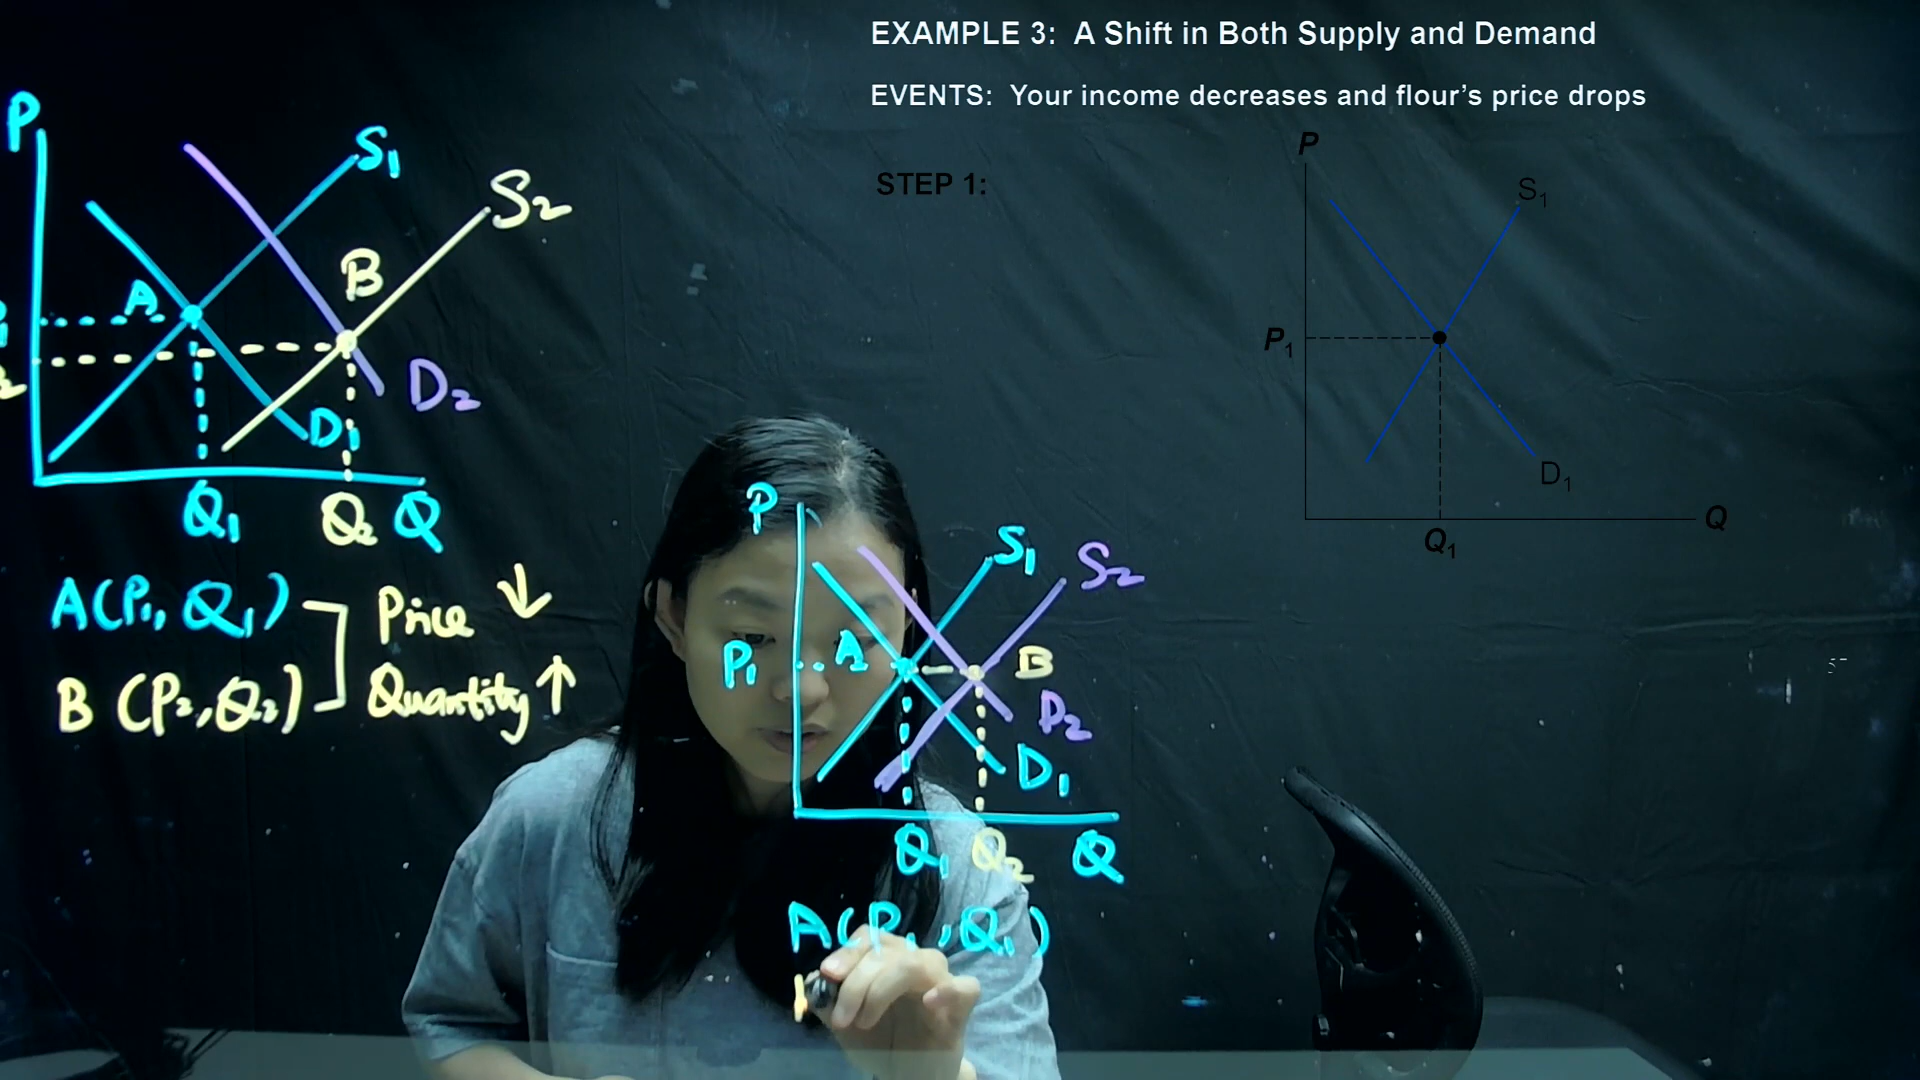 EXAMPLE 3: A Shift in Both Supply and Demand
EVENTS: Your income decreases and flour's price drops
STEP 1:
P
S₁
P₁
D₁
Q₁
Q
P
S₁
S₂
A
B
D₂
D₁
Q₁
Q₂
Q
A(P₁, Q₁)
B (P₂, Q₂)
Price ↓
Quantity ↑
P
S₁
S₂
P₁
A
B
D₂
D₁
Q₁
Q₂
Q
A(P₁, Q₁)